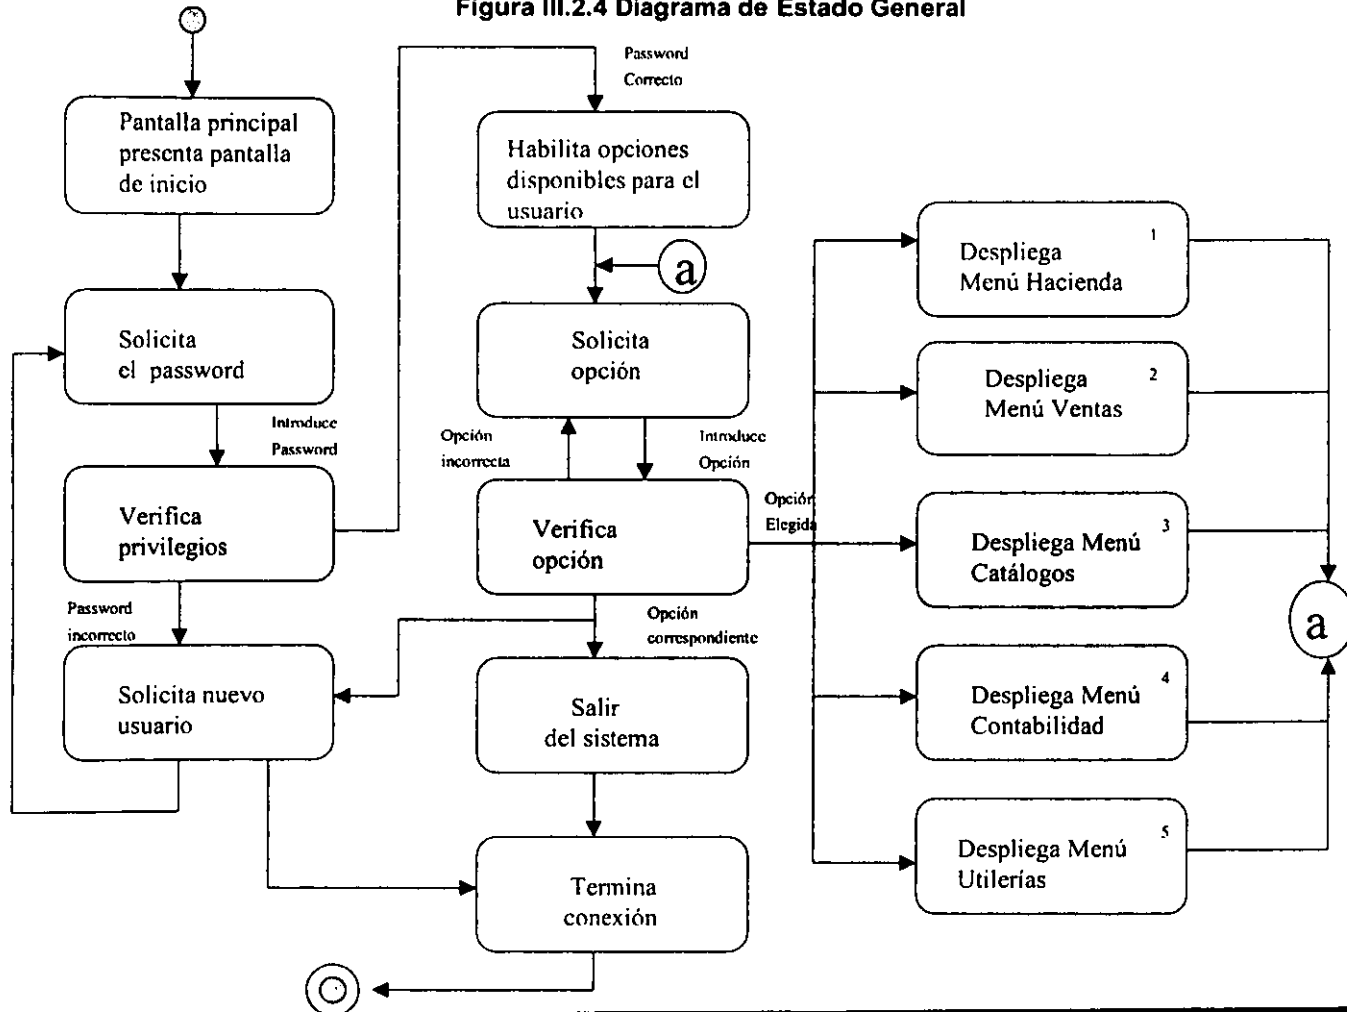 Figura III.2.4 Diagrama de Estado General
Pantalla principal
presenta pantalla
de inicio
Solicita
el password
Introduce
Password
Verifica
privilegios
Password
incorrecto
Solicita nuevo
usuario
Password
Correcto
Habilita opciones
disponibles para el
usuario
a
Solicita
opción
Opción
incorrecta
Introduce
Opción
Verifica
opción
Opción
Elegida
Opción
correspondiente
Salir
del sistema
Termina
conexión
1
Despliega
Menú Hacienda
2
Despliega
Menú Ventas
3
Despliega Menú
Catálogos
4
Despliega Menú
Contabilidad
5
Despliega Menú
Utilerías
a